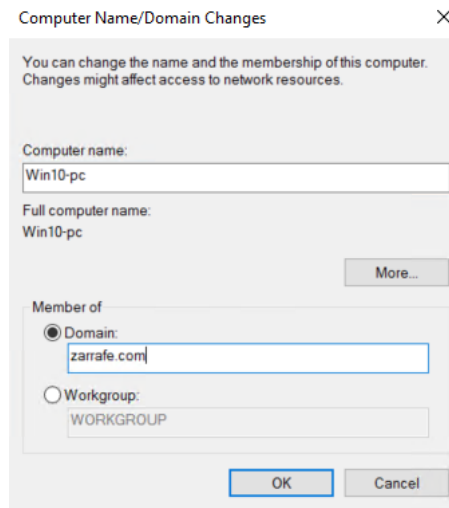 Computer Name/Domain Changes
You can change the name and the membership of this computer.
Changes might affect access to network resources.
Computer name:
Win10-pc
Full computer name:
Win10-pc
More...
Member of
Domain:
zarrafe.com
Workgroup:
WORKGROUP
OK
Cancel